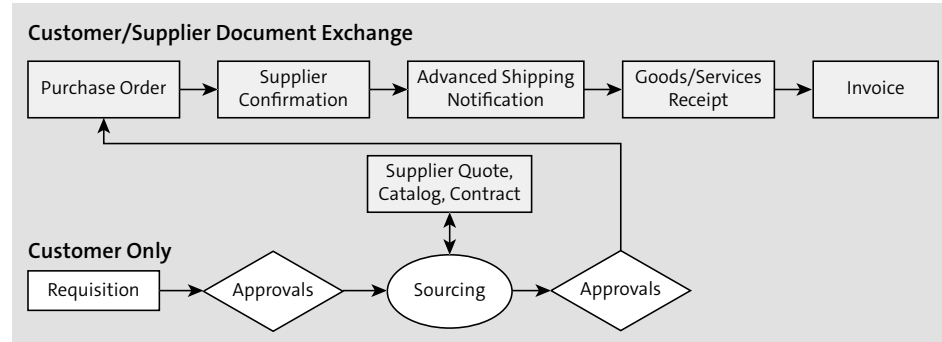 Customer/Supplier Document Exchange
Purchase Order
Supplier
Confirmation
Advanced Shipping
Notification
Goods/Services
Receipt
Invoice
Supplier Quote,
Catalog, Contract
Customer Only
Requisition
Approvals
Sourcing
Approvals